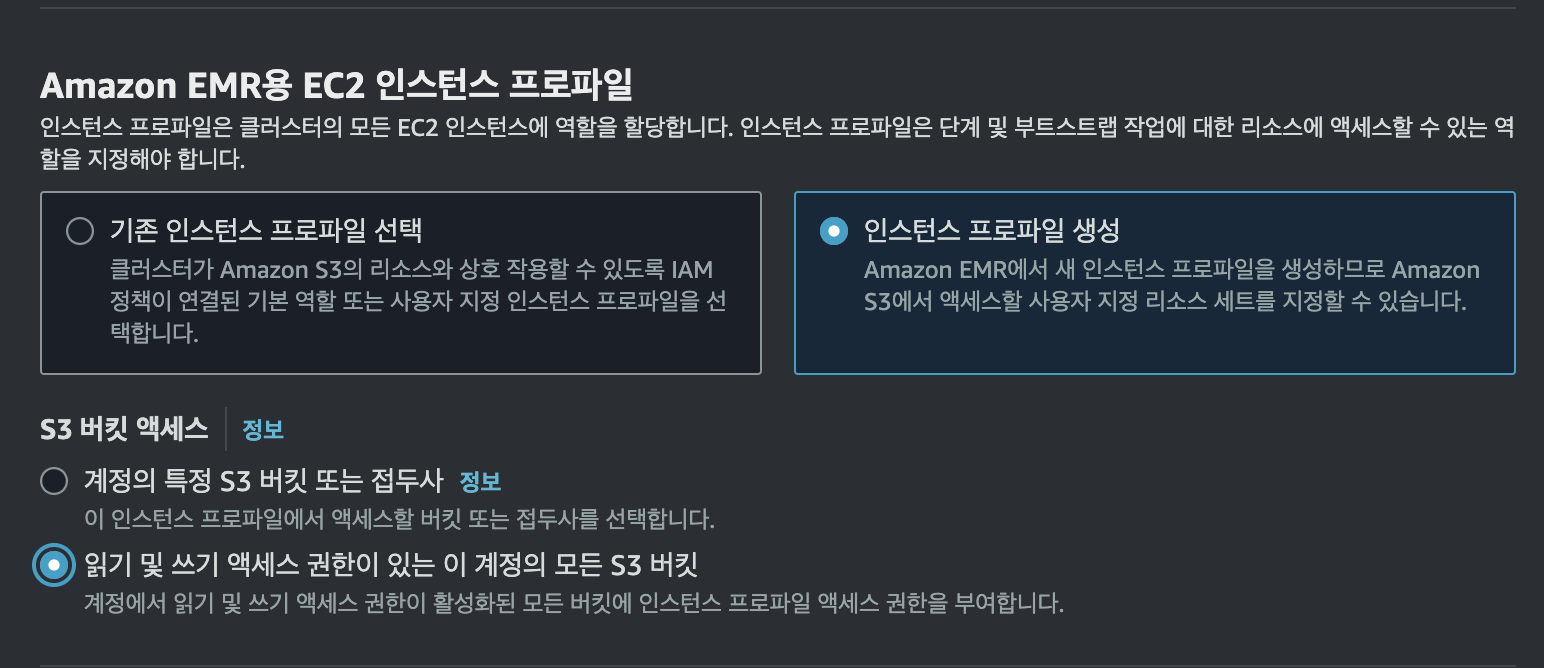 Amazon EMR용 EC2 인스턴스 프로파일
인스턴스 프로파일은 클러스터의 모든 EC2 인스턴스에 역할을 할당합니다. 인스턴스 프로파일은 단계 및 부트스트랩 작업에 대한 리소스에 액세스할 수 있는 역
할을 지정해야 합니다.
기존 인스턴스 프로파일 선택
클러스터가 Amazon S3의 리소스와 상호 작용할 수 있도록 IAM
정책이 연결된 기본 역할 또는 사용자 지정 인스턴스 프로파일을 선
택합니다.
인스턴스 프로파일 생성
Amazon EMR에서 새 인스턴스 프로파일을 생성하므로 Amazon
S3에서 액세스할 사용자 지정 리소스 세트를 지정할 수 있습니다.
S3 버킷 액세스 정보
계정의 특정 S3 버킷 또는 접두사 정보
이 인스턴스 프로파일에서 액세스할 버킷 또는 접두사를 선택합니다.
읽기 및 쓰기 액세스 권한이 있는 이 계정의 모든 S3 버킷
계정에서 읽기 및 쓰기 액세스 권한이 활성화된 모든 버킷에 인스턴스 프로파일 액세스 권한을 부여합니다.